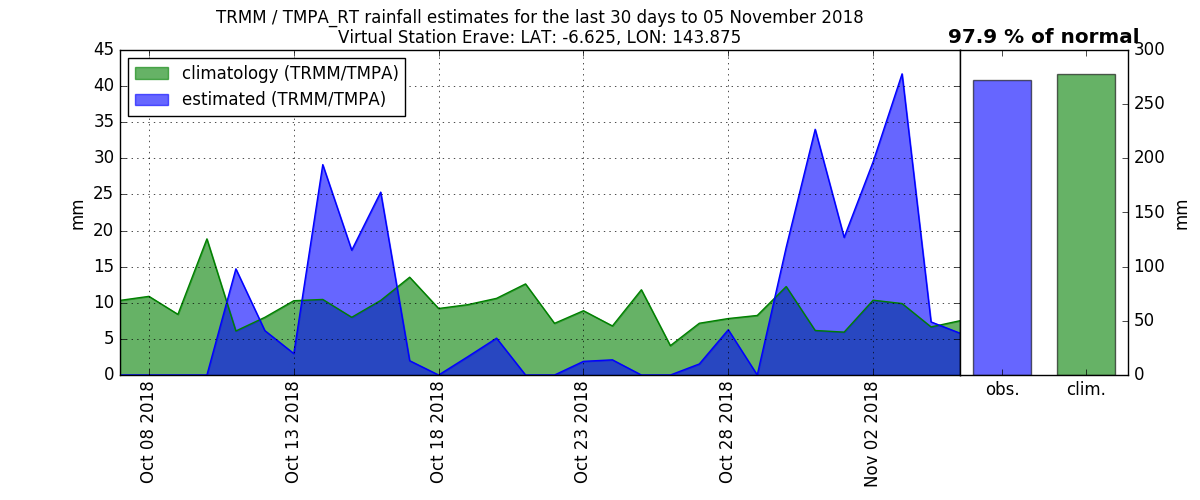 TRMM / TMPA_RT rainfall estimates for the last 30 days to 05 November 2018
Virtual Station Erave: LAT: -6.625, LON: 143.875
97.9 % of normal
climatology (TRMM/TMPA)
estimated (TRMM/TMPA)
45
40
35
30
25
20
15
10
5
0
mm
Oct 08 2018
Oct 13 2018
Oct 18 2018
Oct 23 2018
Oct 28 2018
Nov 02 2018
300
250
200
150
100
50
0
mm
obs.
clim.